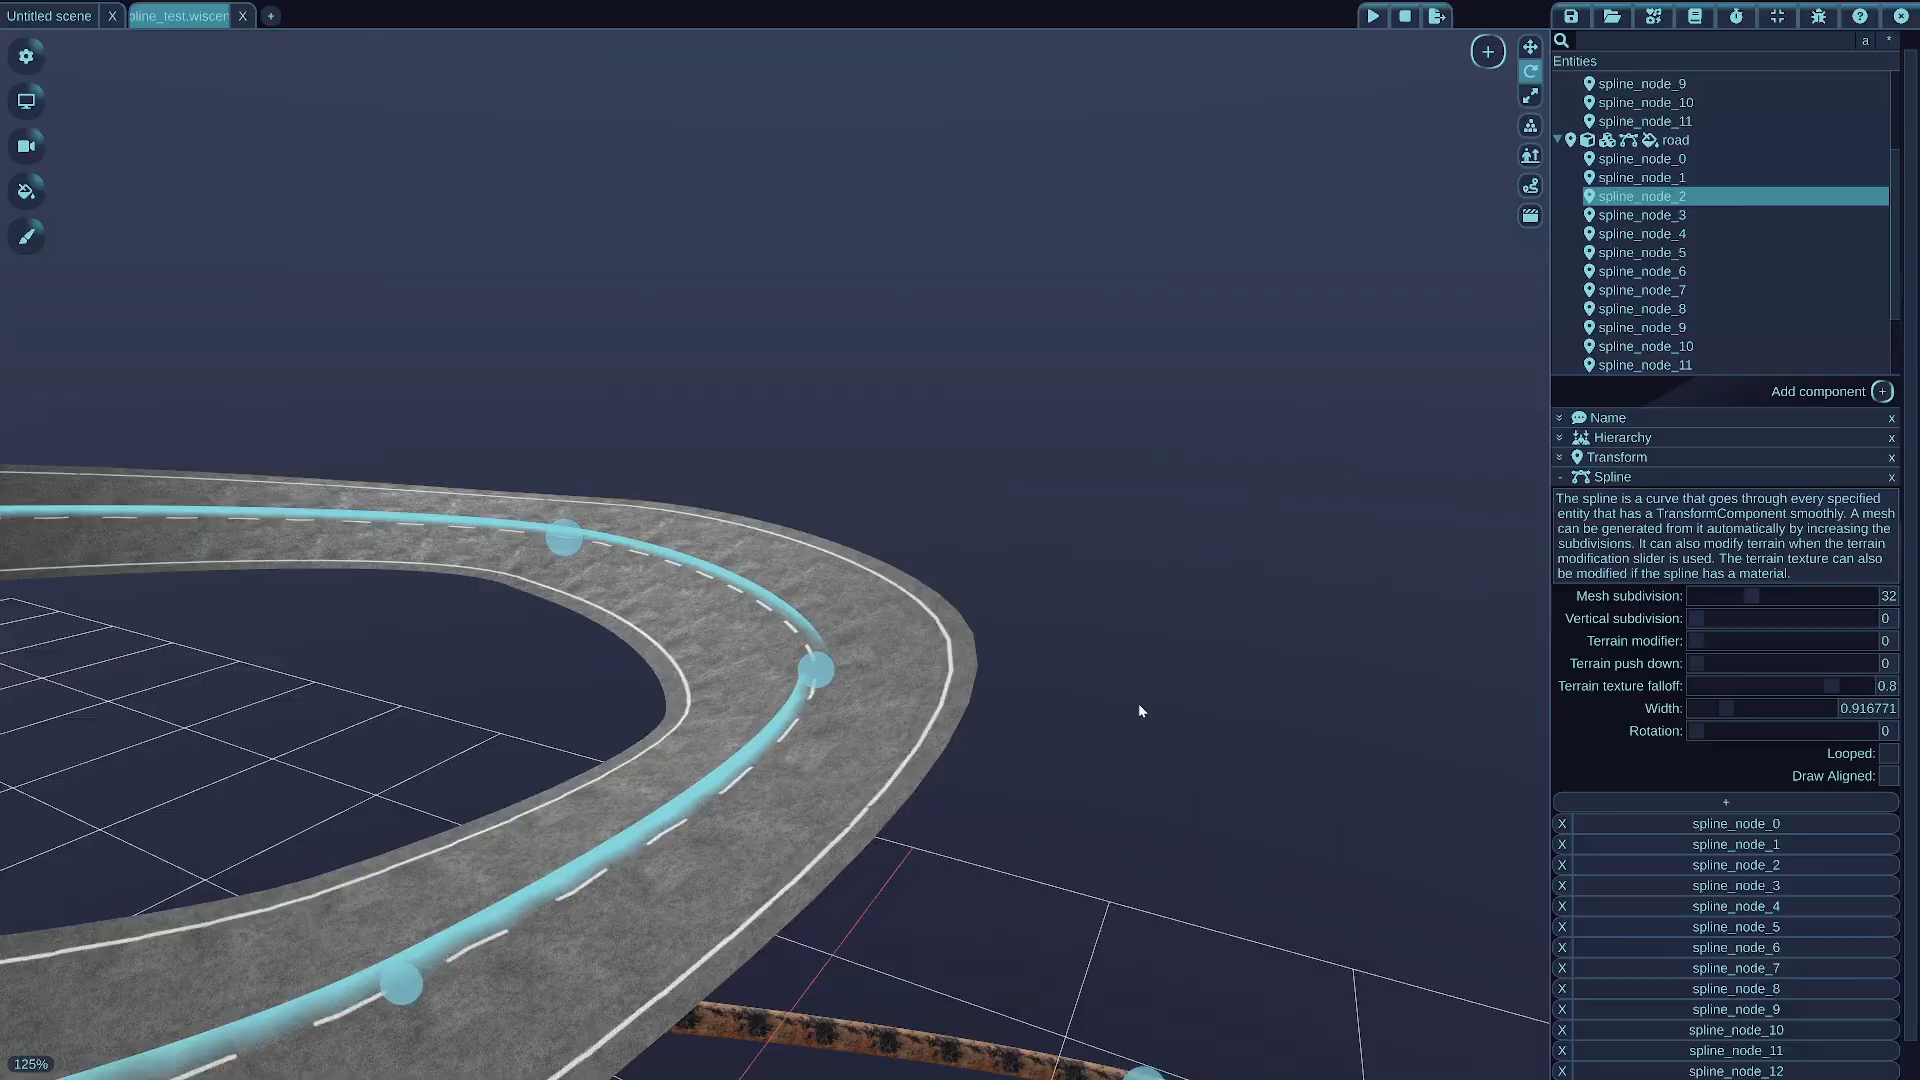 Untitled scene X
pline_test.wiscen X +
a *
Entities
spline_node_9
spline_node_10
spline_node_11
road
spline_node_0
spline_node_1
spline_node_2
spline_node_3
spline_node_4
spline_node_5
spline_node_6
spline_node_7
spline_node_8
spline_node_9
spline_node_10
spline_node_11
Add component +
Name x
Hierarchy x
Transform x
- Spline x
The spline is a curve that goes through every specified
entity that has a TransformComponent smoothly. A mesh
can be generated from it automatically by increasing the
subdivisions. It can also modify terrain when the terrain
modification slider is used. The terrain texture can also
be modified if the spline has a material.
Mesh subdivision: 32
Vertical subdivision: 0
Terrain modifier: 0
Terrain push down: 0
Terrain texture falloff: 0.8
Width: 0.916771
Rotation: 0
Looped:
Draw Aligned:
+
X spline_node_0
X spline_node_1
X spline_node_2
X spline_node_3
X spline_node_4
X spline_node_5
X spline_node_6
X spline_node_7
X spline_node_8
X spline_node_9
X spline_node_10
X spline_node_11
X spline_node_12
125%